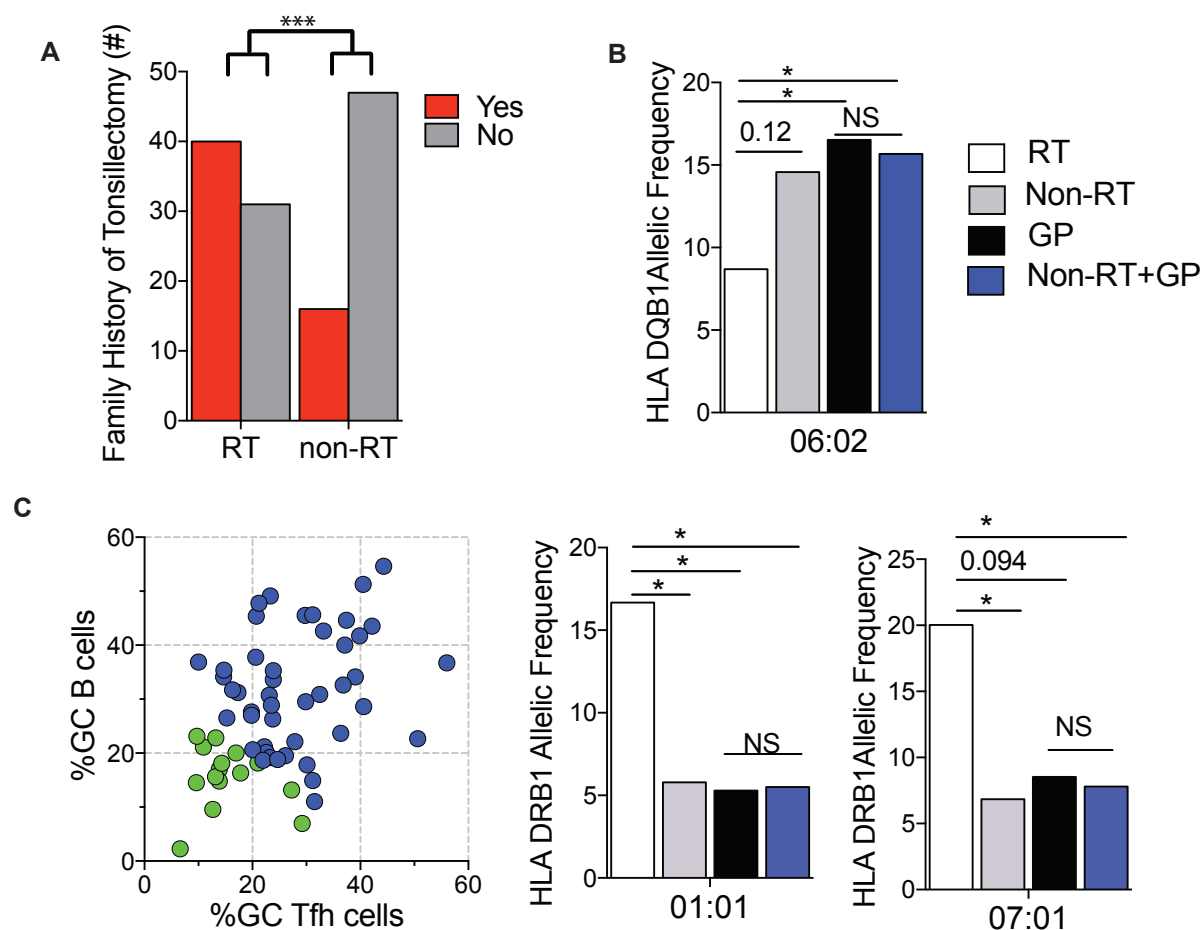 A
Family History of Tonsillectomy (#)
50
40
30
20
10
0
***
Yes
No
RT
non-RT
B
HLA DQB1Allelic Frequency
20
15
10
5
0
*
*
0.12
NS
06:02
RT
Non-RT
GP
Non-RT+GP
C
%GC B cells
60
40
20
0
0
20
40
60
%GC Tfh cells
HLA DRB1 Allelic Frequency
20
15
10
5
0
*
*
*
NS
01:01
HLA DRB1Allelic Frequency
25
20
15
10
5
0
*
0.094
*
NS
07:01